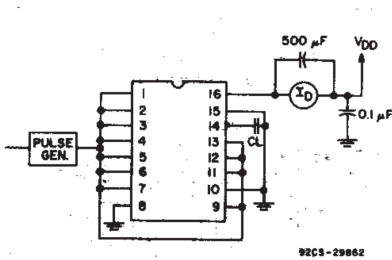 500 µF
VDD
ID
0.1 µF
1 16
2 15
3 14
4 13
5 12
6 11
7 10
8 9
CL
PULSE
GEN.
92CS-29862